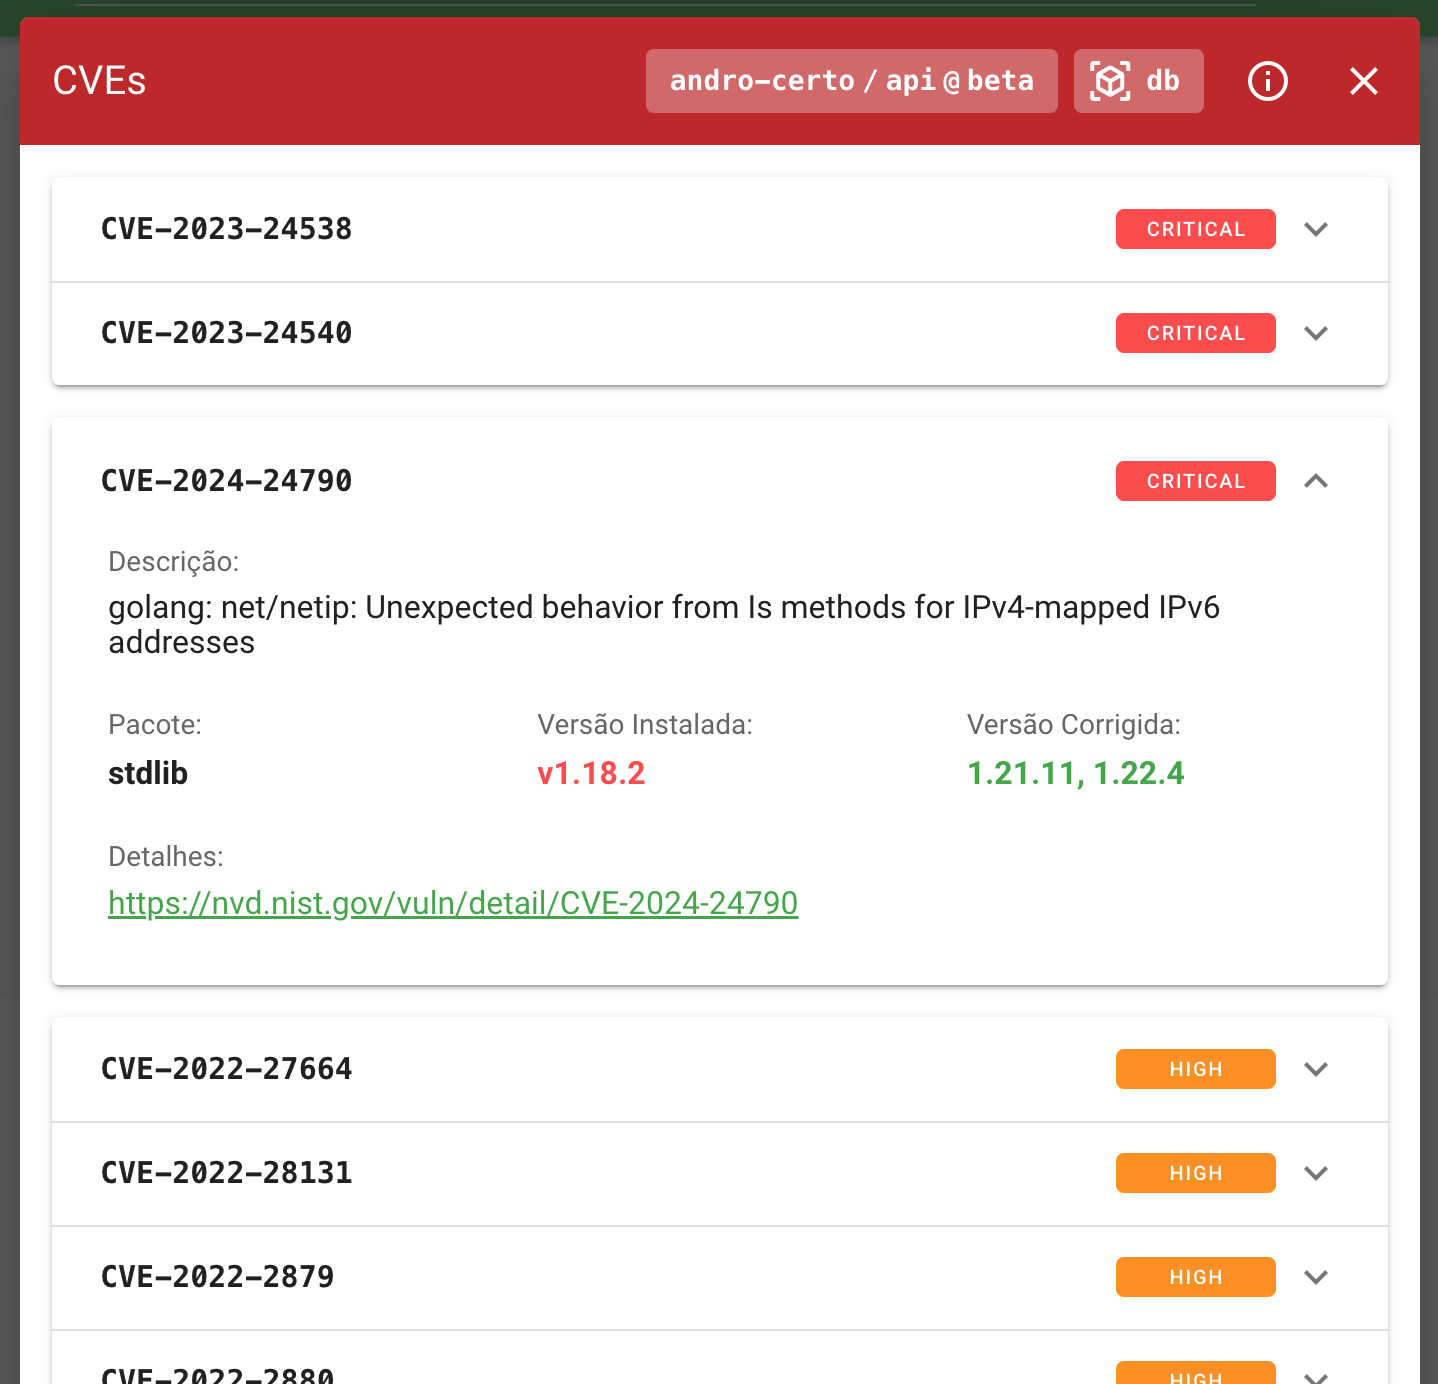 CVEs
andro-certo / api @ beta
db
CVE-2023-24538
CRITICAL
CVE-2023-24540
CRITICAL
CVE-2024-24790
CRITICAL
Descrição:
golang: net/netip: Unexpected behavior from Is methods for IPv4-mapped IPv6
addresses
Pacote:
Versão Instalada:
Versão Corrigida:
stdlib
v1.18.2
1.21.11, 1.22.4
Detalhes:
https://nvd.nist.gov/vuln/detail/CVE-2024-24790
CVE-2022-27664
HIGH
CVE-2022-28131
HIGH
CVE-2022-2879
HIGH
CVE-2022-2880
HIGH